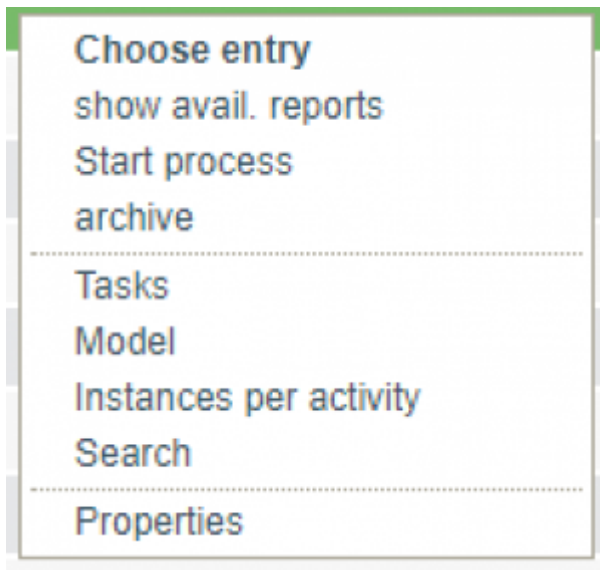 Choose entry
show avail. reports
Start process
archive
Tasks
Model
Instances per activity
Search
Properties